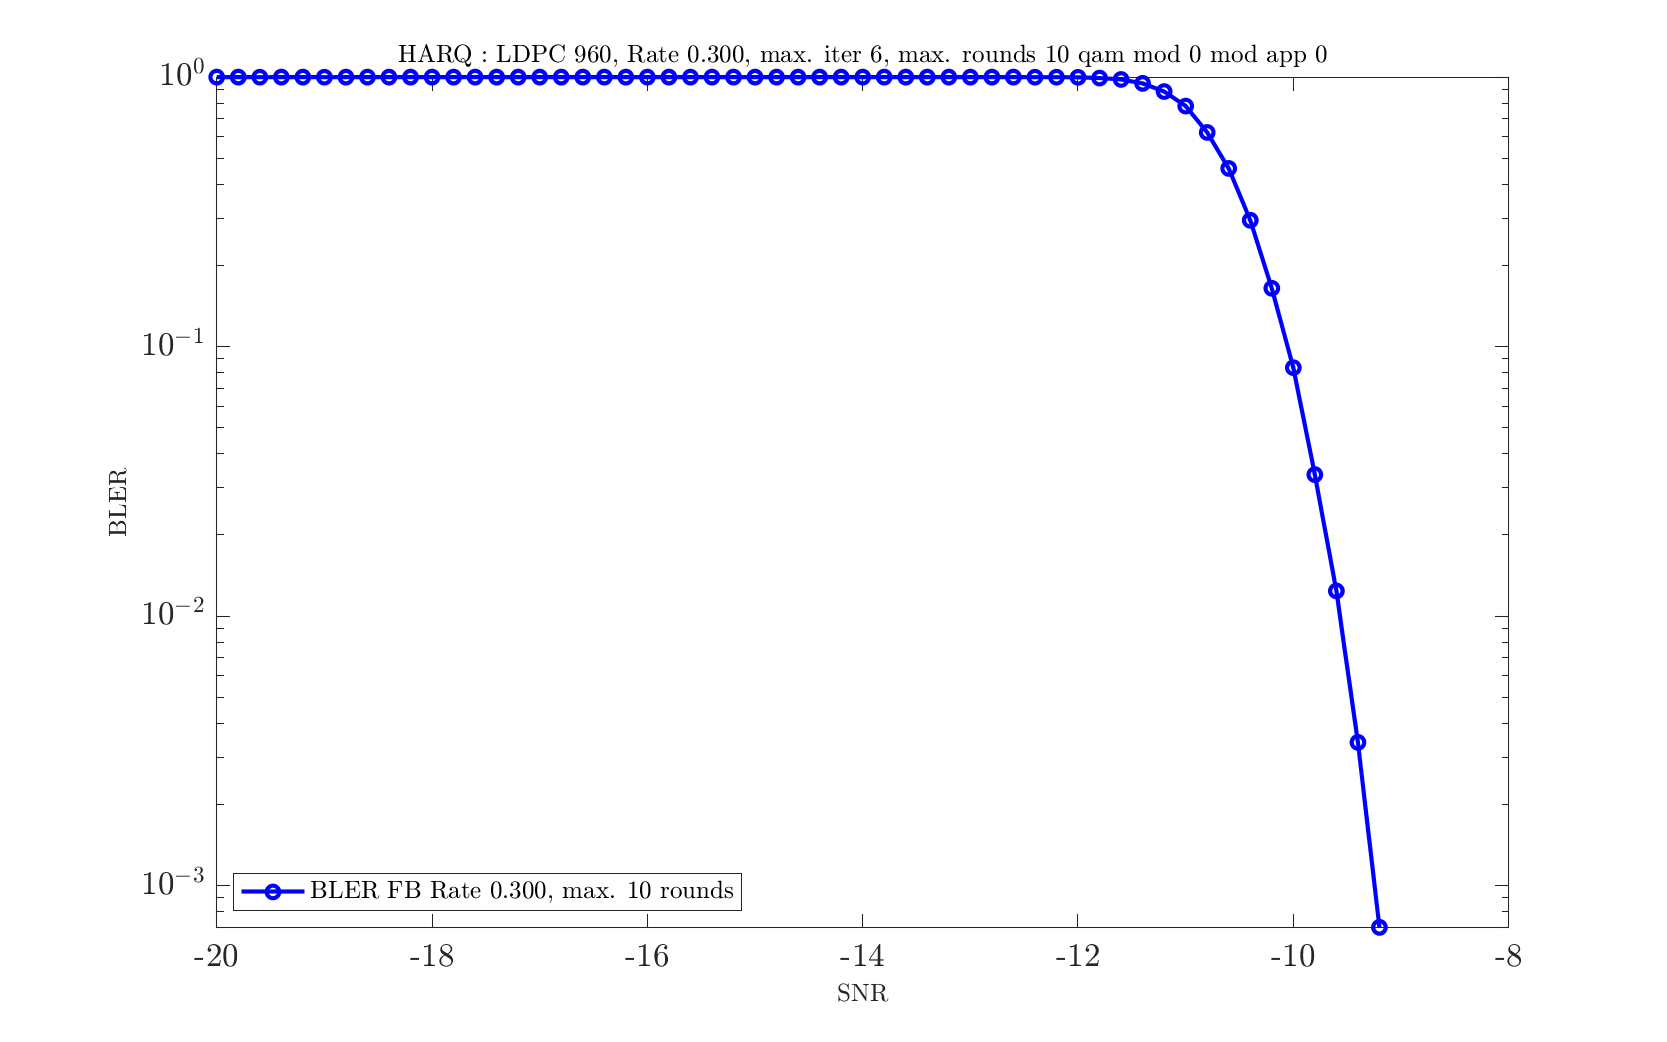 HARQ : LDPC 960, Rate 0.300, max. iter 6, max. rounds 10 qam mod 0 mod app 0
10^0
10^{-1}
10^{-2}
10^{-3}
BLER
BLER FB Rate 0.300, max. 10 rounds
-20 -18 -16 -14 -12 -10 -8
SNR